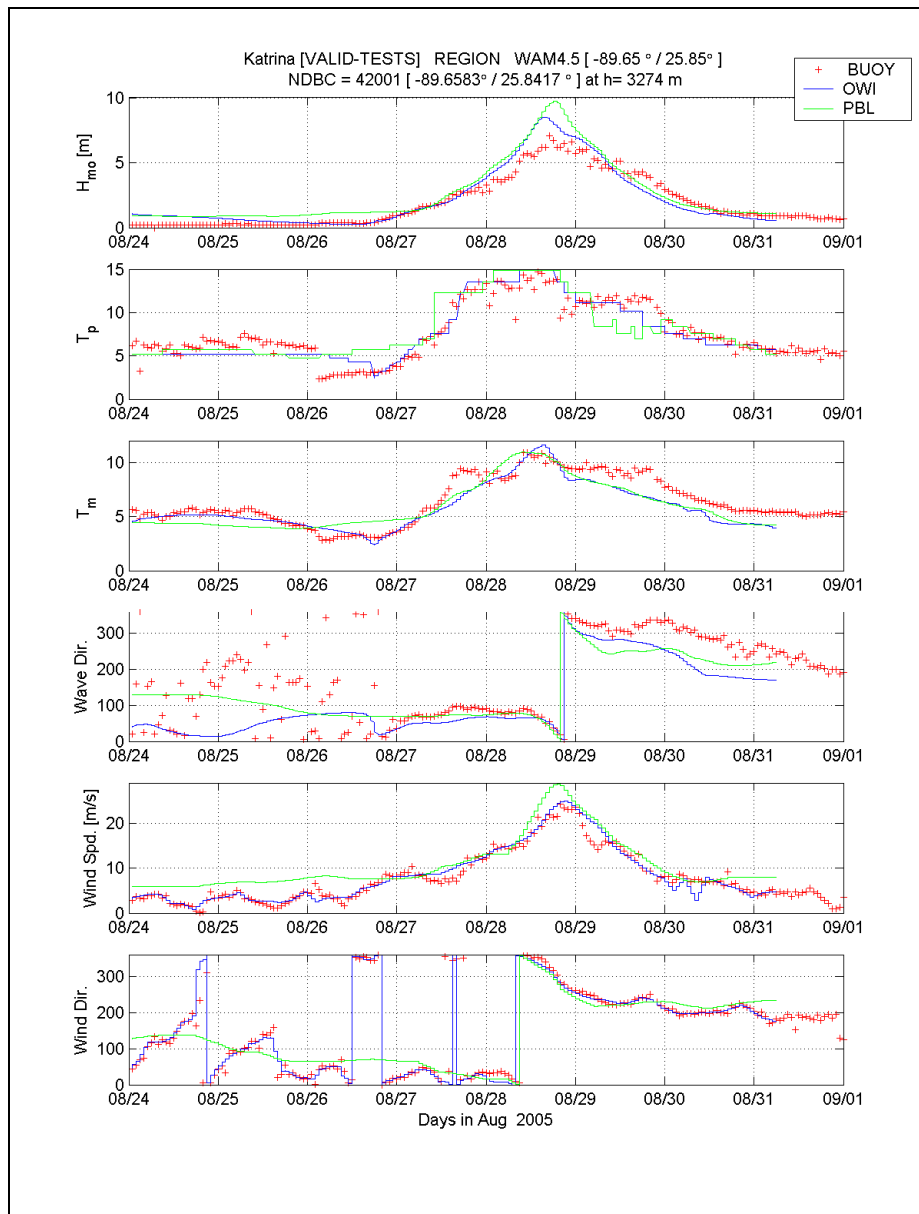 Katrina [VALID-TESTS] REGION WAM4.5 [ -89.65 ° / 25.85° ]
NDBC = 42001 [ -89.6583° / 25.8417 ° ] at h= 3274 m
BUOY
OWI
PBL
10
5
0
Hmo [m]
08/24 08/25 08/26 08/27 08/28 08/29 08/30 08/31 09/01
15
10
5
0
Tp
08/24 08/25 08/26 08/27 08/28 08/29 08/30 08/31 09/01
10
5
0
Tm
08/24 08/25 08/26 08/27 08/28 08/29 08/30 08/31 09/01
300
200
100
0
Wave Dir.
08/24 08/25 08/26 08/27 08/28 08/29 08/30 08/31 09/01
20
10
0
Wind Spd. [m/s]
08/24 08/25 08/26 08/27 08/28 08/29 08/30 08/31 09/01
300
200
100
0
Wind Dir.
08/24 08/25 08/26 08/27 08/28 08/29 08/30 08/31 09/01
Days in Aug 2005